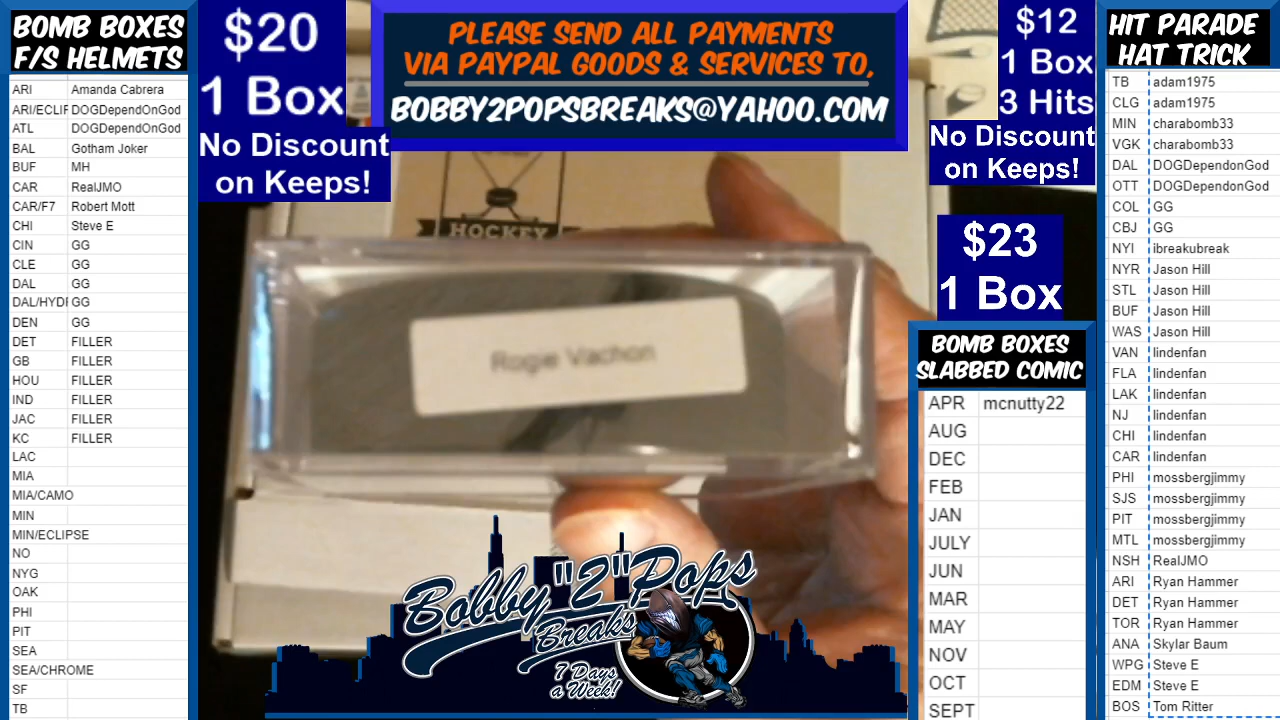 BOMB BOXES
F/S HELMETS
ARI Amanda Cabrera
ARI/ECLIF DOGDependOnGod
ATL DOGDependOnGod
BAL Gotham Joker
BUF MH
CAR RealJMO
CAR/F7 Robert Mott
CHI Steve E
CIN GG
CLE GG
DAL GG
DAL/HYDI GG
DEN GG
DET FILLER
GB FILLER
HOU FILLER
IND FILLER
JAC FILLER
KC FILLER
LAC
MIA
MIA/CAMO
MIN
MIN/ECLIPSE
NO
NYG
OAK
PHI
PIT
SEA
SEA/CHROME
SF
TB
$20
1 Box
No Discount
on Keeps!
PLEASE SEND ALL PAYMENTS
VIA PAYPAL GOODS & SERVICES TO,
BOBBY2POPSBREAKS@YAHOO.COM
HOCKEY
Rogie Vachon
Bobby "2" Pops
Breaks
7 Days
a Week!
$12
1 Box
3 Hits
No Discount
on Keeps!
$23
1 Box
BOMB BOXES
SLABBED COMIC
APR mcnutty22
AUG
DEC
FEB
JAN
JULY
JUN
MAR
MAY
NOV
OCT
SEPT
HIT PARADE
HAT TRICK
TB adam1975
CLG adam1975
MIN charabomb33
VGK charabomb33
DAL DOGDependonGod
OTT DOGDependonGod
COL GG
CBJ GG
NYI ibreakubreak
NYR Jason Hill
STL Jason Hill
BUF Jason Hill
WAS Jason Hill
VAN lindenfan
FLA lindenfan
LAK lindenfan
NJ lindenfan
CHI lindenfan
CAR lindenfan
PHI mossbergjimmy
SJS mossbergjimmy
PIT mossbergjimmy
MTL mossbergjimmy
NSH RealJMO
ARI Ryan Hammer
DET Ryan Hammer
TOR Ryan Hammer
ANA Skylar Baum
WPG Steve E
EDM Steve E
BOS Tom Ritter